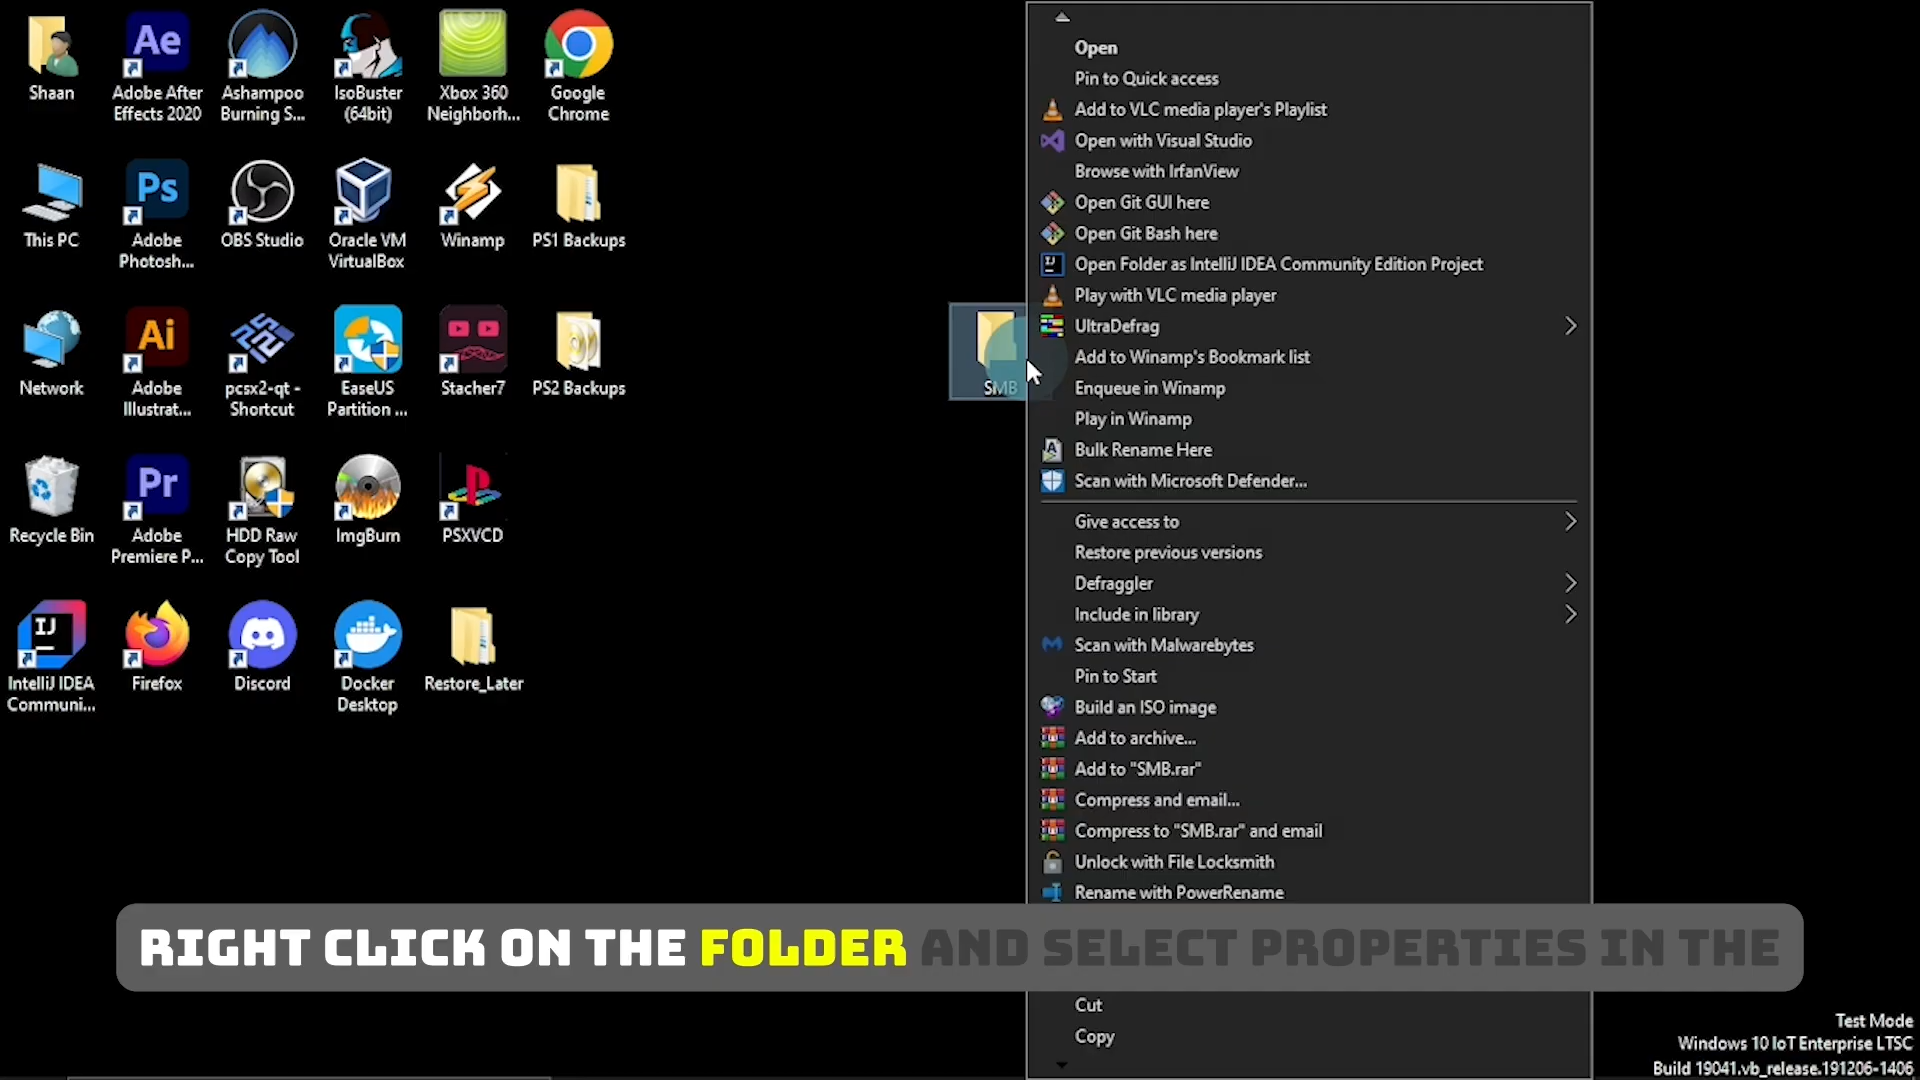 Shaan
Adobe After
Effects 2020
Ashampoo
Burning S...
IsoBuster
(64bit)
Xbox 360
Neighborh...
Google
Chrome
This PC
Adobe
Photosh...
OBS Studio
Oracle VM
VirtualBox
Winamp
PS1 Backups
Network
Adobe
Illustrat...
pcsx2-qt -
Shortcut
EaseUS
Partition ...
Stacher7
PS2 Backups
Recycle Bin
Adobe
Premiere P...
HDD Raw
Copy Tool
ImgBurn
PSXVCD
IntelliJ IDEA
Communi...
Firefox
Discord
Docker
Desktop
Restore_Later
Ae
Ps
Ai
Pr
IJ
SMB
Open
Pin to Quick access
Add to VLC media player's Playlist
Open with Visual Studio
Browse with IrfanView
Open Git GUI here
Open Git Bash here
IJ
Open Folder as IntelliJ IDEA Community Edition Project
Play with VLC media player
UltraDefrag
Add to Winamp's Bookmark list
Enqueue in Winamp
Play in Winamp
Bulk Rename Here
Scan with Microsoft Defender...
Give access to
Restore previous versions
Defraggler
Include in library
Scan with Malwarebytes
Pin to Start
Build an ISO image
Add to archive...
Add to "SMB.rar"
Compress and email...
Compress to "SMB.rar" and email
Unlock with File Locksmith
Rename with PowerRename
RIGHT CLICK ON THE FOLDER AND SELECT PROPERTIES IN THE
Cut
Copy
Test Mode
Windows 10 IoT Enterprise LTSC
Build 19041.vb_release.191206-1406